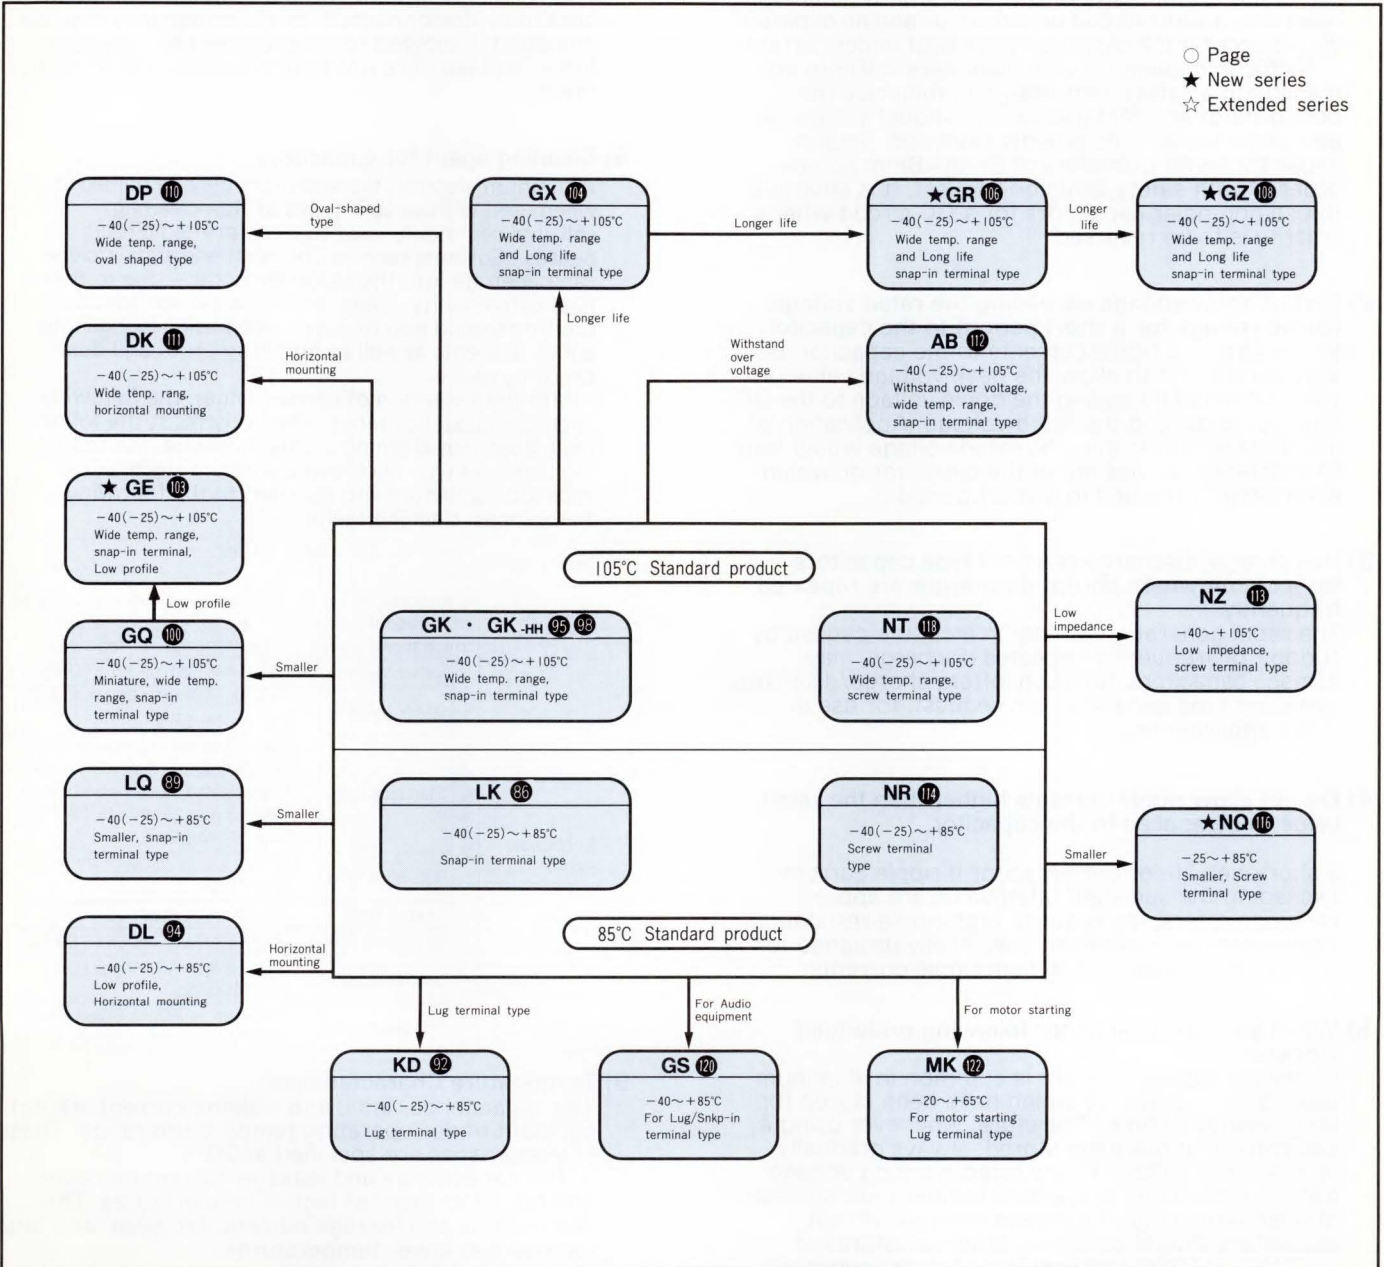 ○ Page
★ New series
☆ Extended series
DP 110
−40(−25)~+105℃
Wide tenp. range,
oval shaped type
Oval-shaped
type
GX 104
−40(−25)~+105℃
Wide temp. range
and Long life
snap-in terminal type
Longer life
★GR 106
−40(−25)~+105℃
Wide temp. range
and Long life
snap-in terminal type
Longer
life
★GZ 108
−40(−25)~+105℃
Wide temp. range
and Long life
snap-in terminal type
Longer life
DK 111
−40(−25)~+105℃
Wide tenp. rang,
horizontal mounting
Horizontal
mounting
Withstand
over
voltage
AB 112
−40(−25)~+105℃
Withstand over voltage,
wide temp. range,
snap-in terminal type
★ GE 103
−40(−25)~+105℃
Wide temp. range,
snap-in terminal,
Low profile
Low profile
105℃ Standard product
GQ 100
−40(−25)~+105℃
Miniature, wide temp.
range, snap-in
terminal type
Smaller
GK · GK-HH 95 98
−40(−25)~+105℃
Wide temp. range,
snap-in terminal type
NT 118
−40(−25)~+105℃
Wide temp. range,
screw terminal type
Low
impedance
NZ 113
−40~+105℃
Low impedance,
screw terminal type
LQ 89
−40(−25)~+85℃
Smaller, snap-in
terminal type
Smaller
LK 86
−40(−25)~+85℃
Snap-in terminal type
NR 114
−40(−25)~+85℃
Screw terminal
type
Smaller
★NQ 116
−25~+85℃
Smaller, Screw
terminal type
DL 94
−40(−25)~+85℃
Low profile,
Horizontal mounting
Horizontal
mounting
85℃ Standard product
Lug terminal type
For Audio
equipment
For motor starting
KD 92
−40(−25)~+85℃
Lug terminal type
GS 120
−40~+85℃
For Lug/Snkp-in
terminal type
MK 122
−20~+65℃
For motor starting
Lug terminal type